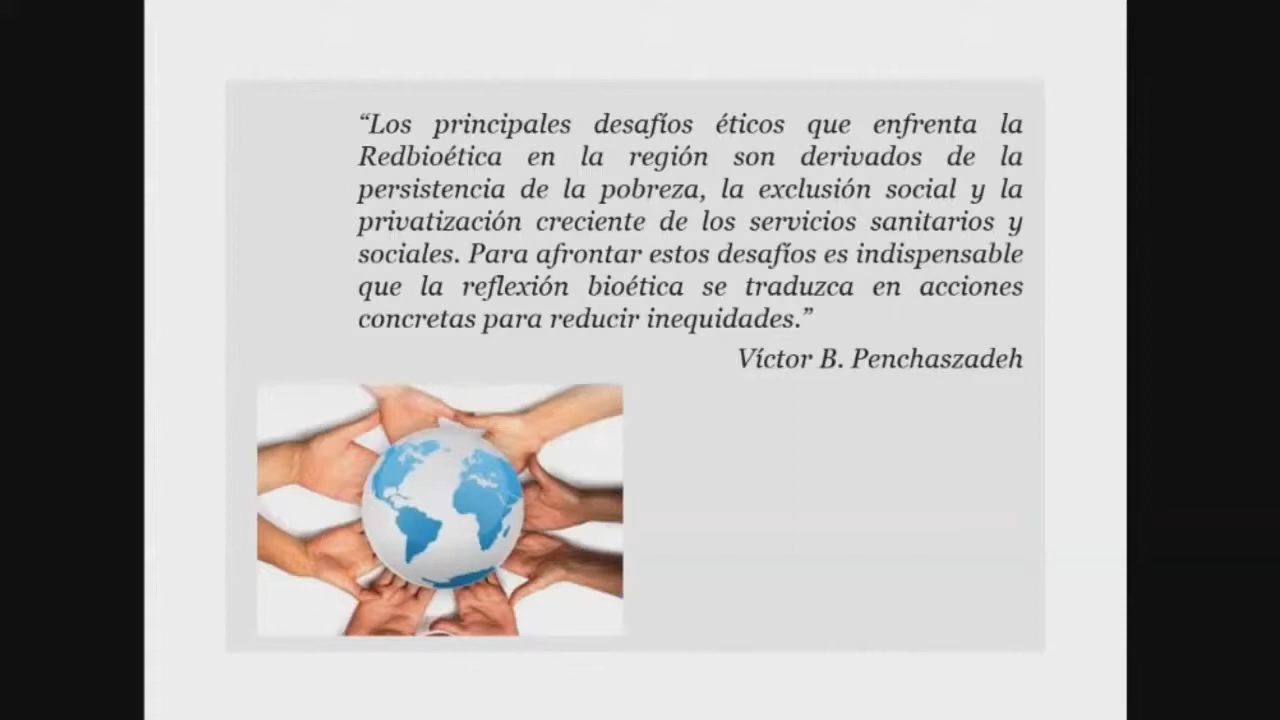 “Los principales desafíos éticos que enfrenta la
Redbioética en la región son derivados de la
persistencia de la pobreza, la exclusión social y la
privatización creciente de los servicios sanitarios y
sociales. Para afrontar estos desafíos es indispensable
que la reflexión bioética se traduzca en acciones
concretas para reducir inequidades.”
Víctor B. Penchaszadeh